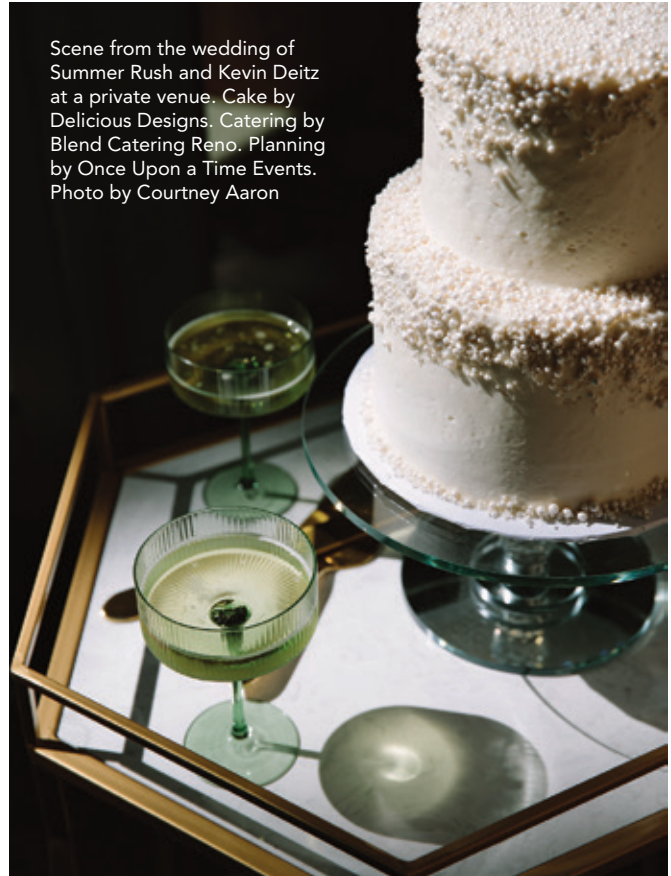 Scene from the wedding of
Summer Rush and Kevin Deitz
at a private venue. Cake by
Delicious Designs. Catering by
Blend Catering Reno. Planning
by Once Upon a Time Events.
Photo by Courtney Aaron